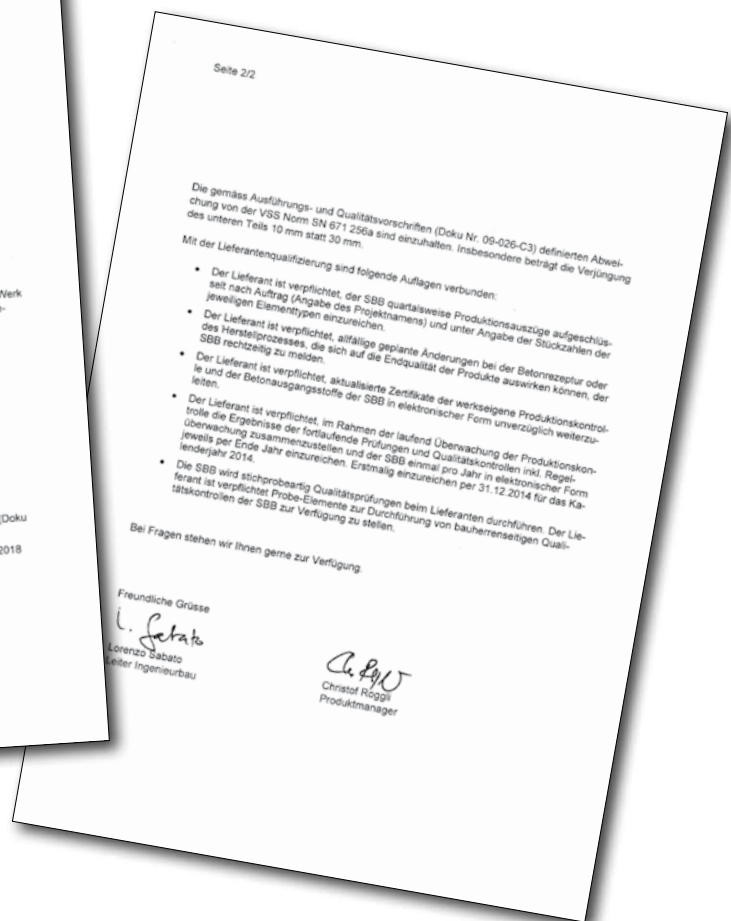 Werk
Doku
2018
Seite 2/2
Die gemäss Ausführungs- und Qualitätsvorschriften (Doku Nr. 09-026-C3) definierten Abwei-
chung von der VSS Norm SN 671 256a sind einzuhalten. Insbesondere beträgt die Verjüngung
des unteren Teils 10 mm statt 30 mm.
Mit der Lieferantenqualifizierung sind folgende Auflagen verbunden:
• Der Lieferant ist verpflichtet, der SBB quartalsweise Produktionsauszüge aufgeschlüs-
selt nach Auftrag (Angabe des Projektnamens) und unter Angabe der Stückzahlen der
jeweiligen Elementtypen einzureichen.
• Der Lieferant ist verpflichtet, allfällige geplante Änderungen bei der Betonrezeptur oder
des Herstellprozesses, die sich auf die Endqualität der Produkte auswirken können, der
SBB rechtzeitig zu melden.
• Der Lieferant ist verpflichtet, aktualisierte Zertifikate der werkseigene Produktionskontrol-
le und der Betonausgangsstoffe der SBB in elektronischer Form unverzüglich weiterzu-
leiten.
• Der Lieferant ist verpflichtet, im Rahmen der laufend Überwachung der Produktionskon-
trolle die Ergebnisse der fortlaufende Prüfungen und Qualitätskontrollen inkl. Regel-
überwachung zusammenzustellen und der SBB einmal pro Jahr in elektronischer Form
jeweils per Ende Jahr einzureichen. Erstmalig einzureichen per 31.12.2014 für das Ka-
lenderjahr 2014.
• Die SBB wird stichprobeartig Qualitätsprüfungen beim Lieferanten durchführen. Der Lie-
ferant ist verpflichtet Probe-Elemente zur Durchführung von bauherrenseitigen Quali-
tätskontrollen der SBB zur Verfügung zu stellen.
Bei Fragen stehen wir Ihnen gerne zur Verfügung.
Freundliche Grüsse
L. Sabato
Lorenzo Sabato
Leiter Ingenieurbau
Christof Roggli
Produktmanager